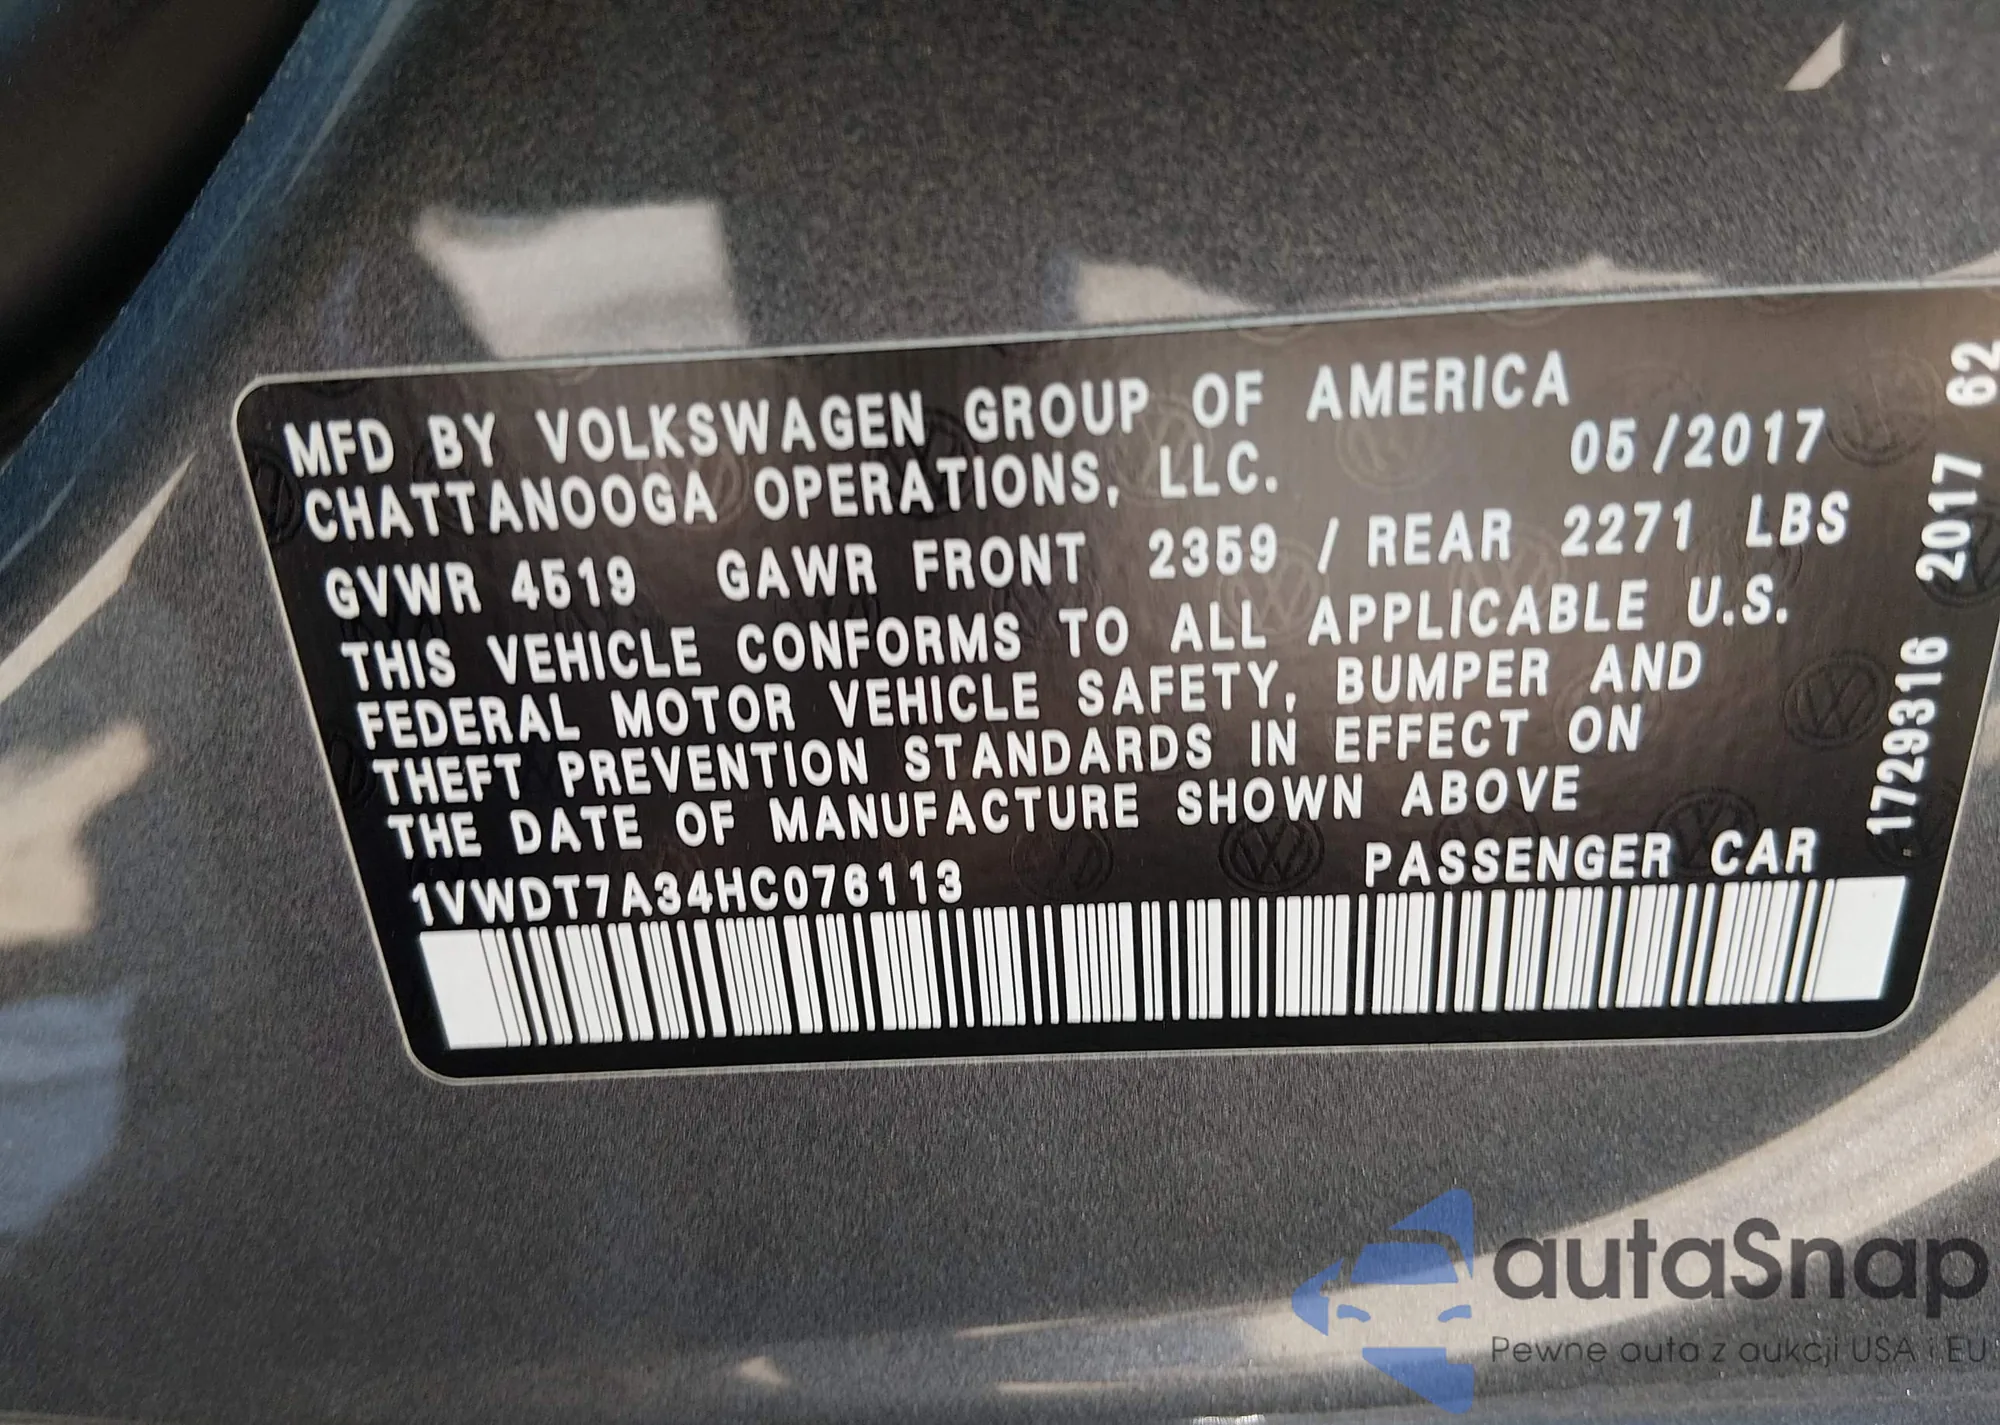 MFD BY VOLKSWAGEN GROUP OF AMERICA
CHATTANOOGA OPERATIONS, LLC. 05/2017
GVWR 4519 GAWR FRONT 2359 / REAR 2271 LBS
THIS VEHICLE CONFORMS TO ALL APPLICABLE U.S.
FEDERAL MOTOR VEHICLE SAFETY, BUMPER AND
THEFT PREVENTION STANDARDS IN EFFECT ON
THE DATE OF MANUFACTURE SHOWN ABOVE
1VWDT7A34HC076113 PASSENGER CAR
1729316 2017 62
autaSnap
Pewne auta z aukcji USA i EU